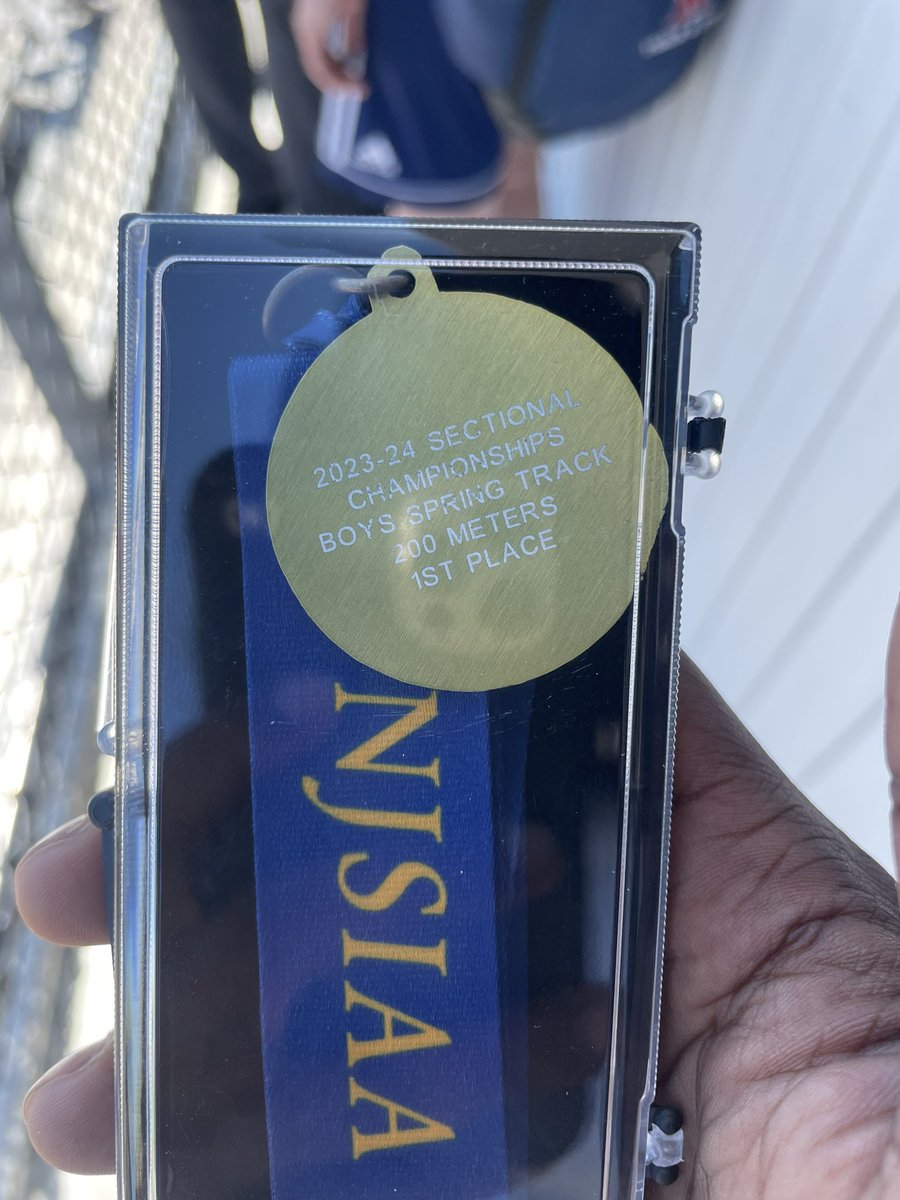 2023-24 SECTIONAL
CHAMPIONSHIPS
BOYS SPRING TRACK
200 METERS
1ST PLACE
NJSIAA